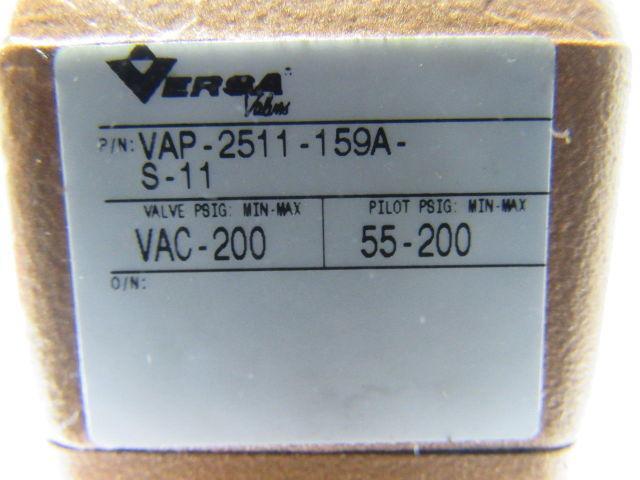 VERSA
Valves
P/N: VAP-2511-159A-
S-11
VALVE PSIG: MIN-MAX PILOT PSIG: MIN-MAX
VAC-200 55-200
O/N: